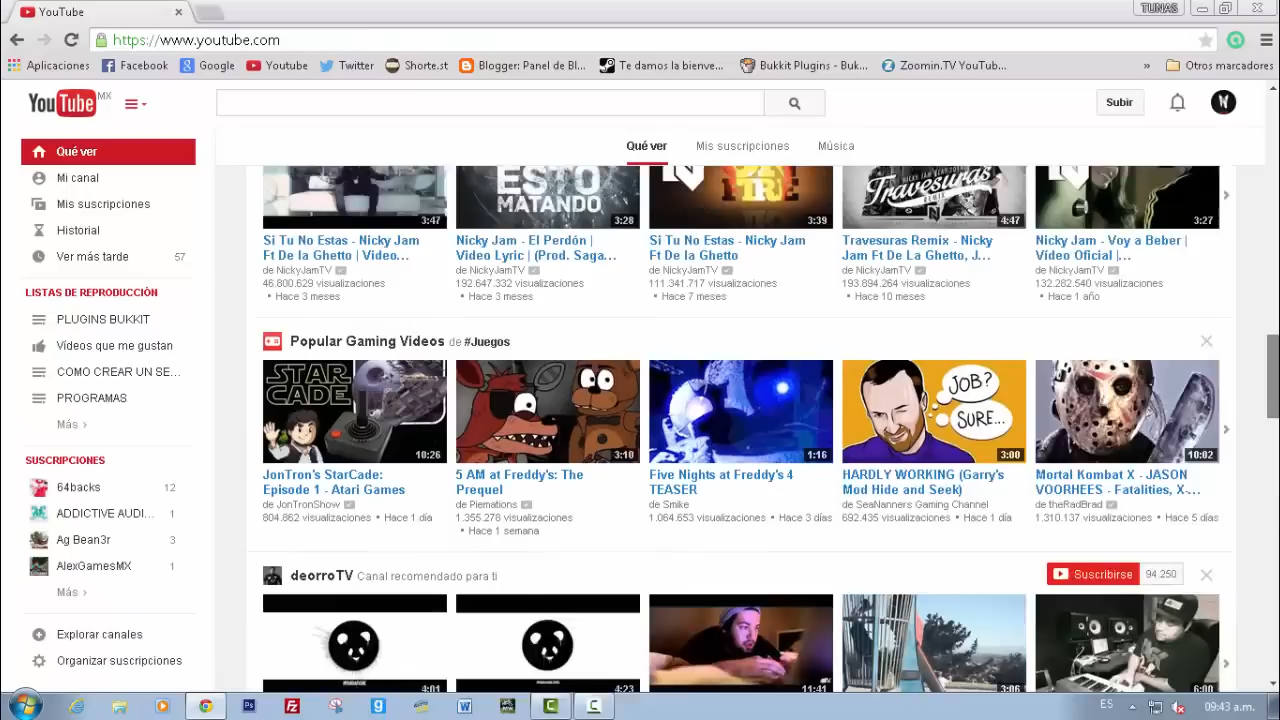 YouTube
TUNAS
https://www.youtube.com
Aplicaciones
Facebook
Google
Youtube
Twitter
Shorte.st
Blogger: Panel de Bl...
Te damos la bienve...
Bukkit Plugins - Buk...
Zoomin.TV YouTub...
»
Otros marcadores
YouTube MX
Subir
Qué ver
Mis suscripciones
Música
Qué ver
Mi canal
Mis suscripciones
Historial
Ver más tarde 57
LISTAS DE REPRODUCCIÓN
PLUGINS BUKKIT
Vídeos que me gustan
COMO CREAR UN SE...
PROGRAMAS
Más ›
SUSCRIPCIONES
64backs 12
ADDICTIVE AUDI... 1
Ag Bean3r 3
AlexGamesMX 1
Más ›
Explorar canales
Organizar suscripciones
3:47
ESTO
MATANDO
3:28
3:39
Travesuras
REMIX
4:47
3:27
Si Tu No Estas - Nicky Jam
Ft De la Ghetto | Video...
de NickyJamTV
46.800.629 visualizaciones
• Hace 3 meses
Nicky Jam - El Perdón |
Video Lyric | (Prod. Saga...
de NickyJamTV
192.647.332 visualizaciones
• Hace 3 meses
Si Tu No Estas - Nicky Jam
Ft De la Ghetto
de NickyJamTV
111.341.717 visualizaciones
• Hace 7 meses
Travesuras Remix - Nicky
Jam Ft De La Ghetto, J...
de NickyJamTV
193.894.264 visualizaciones
• Hace 10 meses
Nicky Jam - Voy a Beber |
Vídeo Oficial |...
de NickyJamTV
132.282.540 visualizaciones
• Hace 1 año
Popular Gaming Videos de #Juegos
STAR
CADE
10:26
3:10
1:16
JOB?
SURE...
3:00
10:02
JonTron's StarCade:
Episode 1 - Atari Games
de JonTronShow
804.862 visualizaciones • Hace 1 día
5 AM at Freddy's: The
Prequel
de Piemations
1.355.278 visualizaciones
• Hace 1 semana
Five Nights at Freddy's 4
TEASER
de Smike
1.064.653 visualizaciones • Hace 3 días
HARDLY WORKING (Garry's
Mod Hide and Seek)
de SeaNanners Gaming Channel
692.435 visualizaciones • Hace 1 día
Mortal Kombat X - JASON
VOORHEES - Fatalities, X-...
de theRadBrad
1.310.137 visualizaciones • Hace 5 días
deorroTV Canal recomendado para ti
Suscribirse 94.250
4:01
4:23
11:41
3:06
6:00
ES
09:43 a.m.